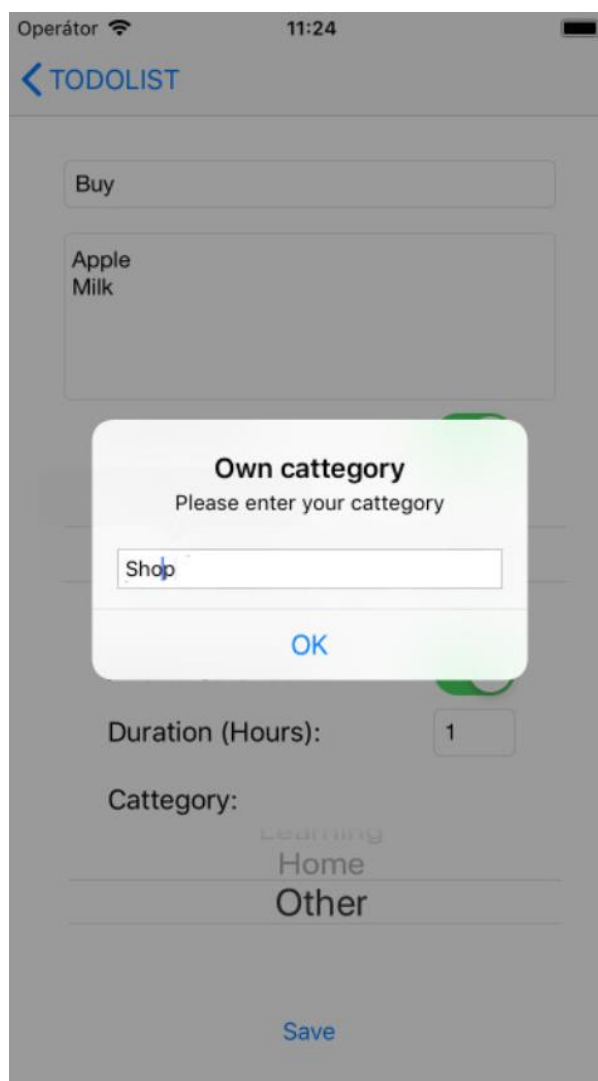 Operátor 11:24
TODOLIST
Buy
Apple
Milk
Own cattegory
Please enter your cattegory
Shop
OK
Duration (Hours): 1
Cattegory:
Learning
Home
Other
Save